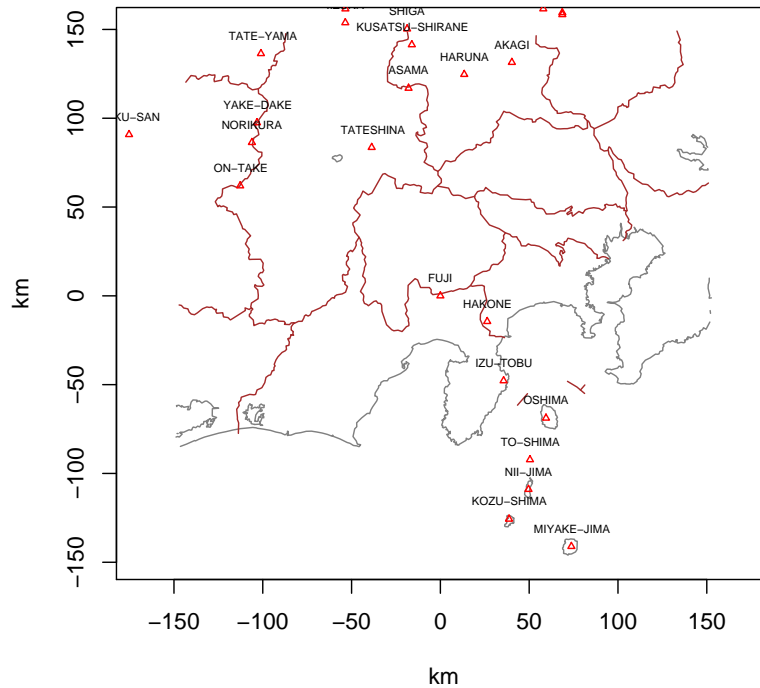 SHIGA
KUSATSU−SHIRANE
TATE−YAMA
AKAGI
HARUNA
ASAMA
YAKE−DAKE
KU−SAN
NORIKURA
TATESHINA
ON−TAKE
FUJI
HAKONE
IZU−TOBU
OSHIMA
TO−SHIMA
NII−JIMA
KOZU−SHIMA
MIYAKE−JIMA
150
100
50
0
−50
−100
−150
km
−150 −100 −50 0 50 100 150
km